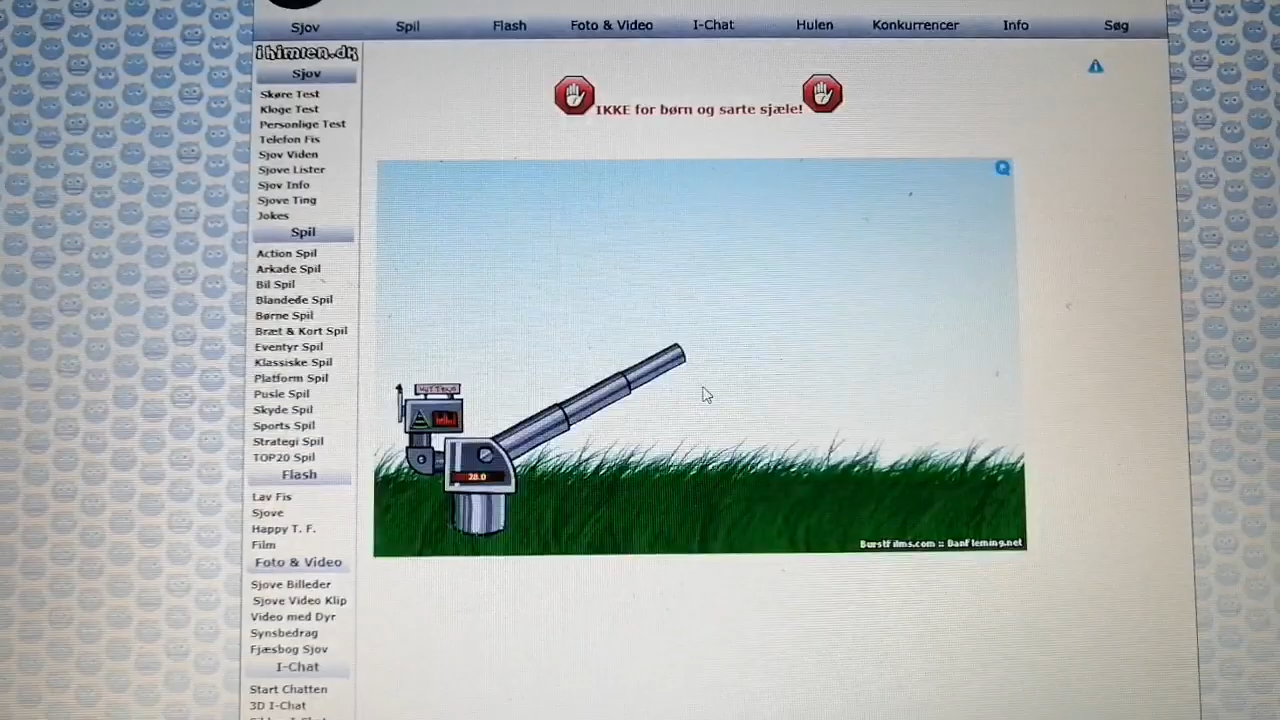 Sjov Spil Flash Foto & Video I-Chat Hulen Konkurrencer Info Søg
ihimlen.dk
Sjov
Skøre Test
Kloge Test
Personlige Test
Telefon Fis
Sjov Viden
Sjove Lister
Sjov Info
Sjove Ting
Jokes
Spil
Action Spil
Arkade Spil
Bil Spil
Blandede Spil
Børne Spil
Bræt & Kort Spil
Eventyr Spil
Klassiske Spil
Platform Spil
Pusle Spil
Skyde Spil
Sports Spil
Strategi Spil
TOP20 Spil
Flash
Lav Fis
Sjove
Happy T. F.
Film
Foto & Video
Sjove Billeder
Sjove Video Klip
Video med Dyr
Synsbedrag
Fjæsbog Sjov
I-Chat
Start Chatten
3D I-Chat
IKKE for børn og sarte sjæle!
Q
28.0
Burstfilms.com :: Danfleming.net